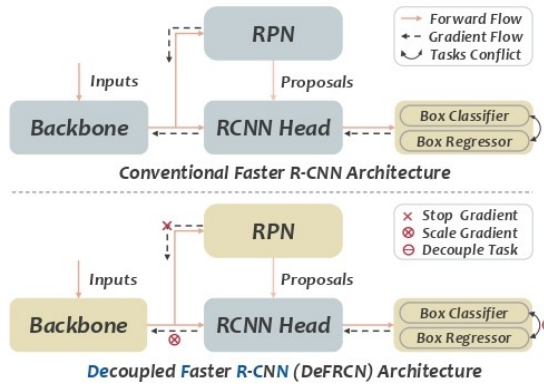 RPN
Forward Flow
Gradient Flow
Tasks Conflict
Inputs
Proposals
Backbone
RCNN Head
Box Classifier
Box Regressor
Conventional Faster R-CNN Architecture
RPN
Stop Gradient
Scale Gradient
Decouple Task
Inputs
Proposals
Backbone
RCNN Head
Box Classifier
Box Regressor
Decoupled Faster R-CNN (DeFRCN) Architecture